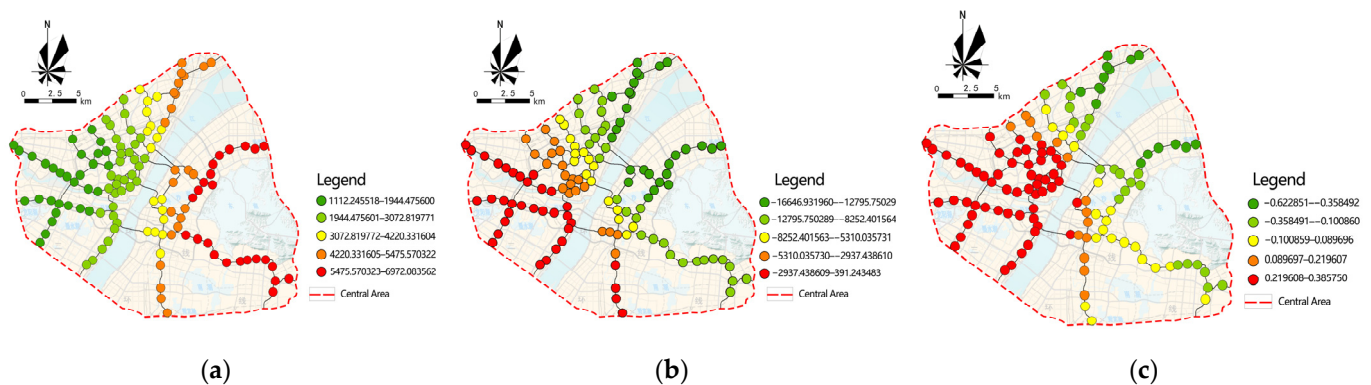 N
0 2.5 5
km
Legend
1112.245518–1944.475600
1944.475601–3072.819771
3072.819772–4220.331604
4220.331605–5475.570322
5475.570323–6972.083562
Central Area
(a)
N
0 2.5 5
km
Legend
−16646.931960−−12795.75029
−12795.750289−−8252.401564
−8252.401563−−5310.035731
−5310.035730−−2937.438610
−2937.438609–391.243483
Central Area
(b)
N
0 2.5 5
km
Legend
−0.622851−−0.358492
−0.358491−−0.100860
−0.100859–0.089696
0.089697–0.219607
0.219608–0.385750
Central Area
(c)